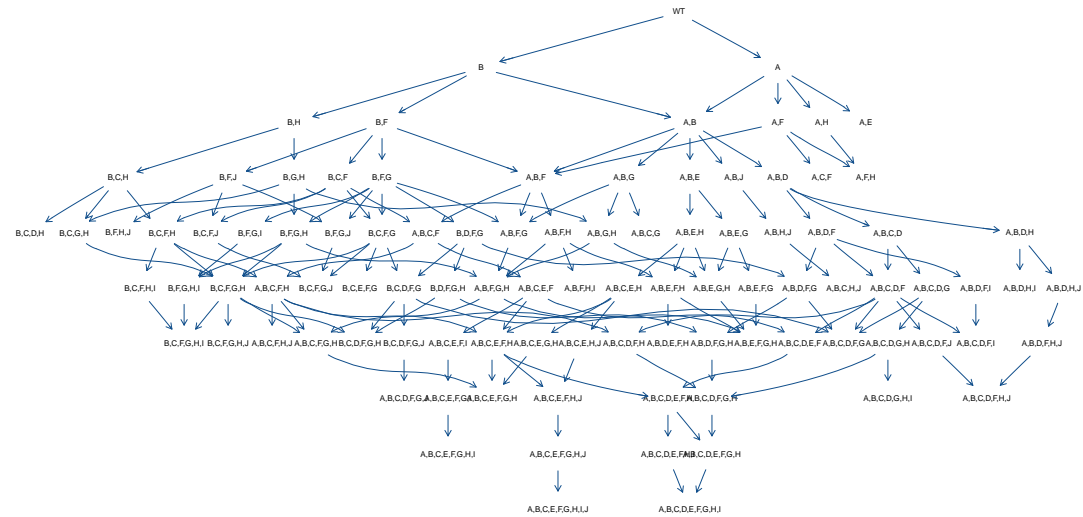 WT
B A
B,H B,F A,B A,F A,H A,E
B,C,H B,F,J B,G,H B,C,F B,F,G A,B,F A,B,G A,B,E A,B,J A,B,D A,C,F A,F,H
B,C,D,H B,C,G,H B,F,H,J B,C,F,H B,C,F,J B,F,G,I B,F,G,H B,F,G,J B,C,F,G A,B,C,F B,D,F,G A,B,F,G A,B,F,H A,B,G,H A,B,C,G A,B,E,H A,B,E,G A,B,H,J A,B,D,F A,B,C,D A,B,D,H
B,C,F,H,I B,F,G,H,I B,C,F,G,H A,B,C,F,H B,C,F,G,J B,C,E,F,G B,C,D,F,G B,D,F,G,H A,B,F,G,H A,B,C,E,F A,B,F,H,I A,B,C,E,H A,B,E,F,H A,B,E,G,H A,B,E,F,G A,B,D,F,G A,B,C,H,J A,B,C,D,F A,B,C,D,G A,B,D,F,I A,B,D,H,I A,B,D,H,J
B,C,F,G,H,I B,C,F,G,H,J A,B,C,F,H,J A,B,C,F,G,H B,C,D,F,G,H B,C,D,F,G,J A,B,C,E,F,I A,B,C,E,F,H A,B,C,E,G,H A,B,C,E,H,J A,B,C,D,F,H A,B,D,E,F,H A,B,D,F,G,H A,B,E,F,G,H A,B,C,D,E,F A,B,C,D,F,G A,B,C,D,G,H A,B,C,D,F,J A,B,C,D,F,I A,B,D,F,H,J
A,B,C,D,F,G,J A,B,C,E,F,G,H A,B,C,E,F,H,J A,B,C,D,E,F,H A,B,C,D,F,G,H A,B,C,D,G,H,I A,B,C,D,F,H,J
A,B,C,E,F,G,H,I A,B,C,E,F,G,H,J A,B,C,D,E,F,G,H
A,B,C,E,F,G,H,I,J A,B,C,D,E,F,G,H,I